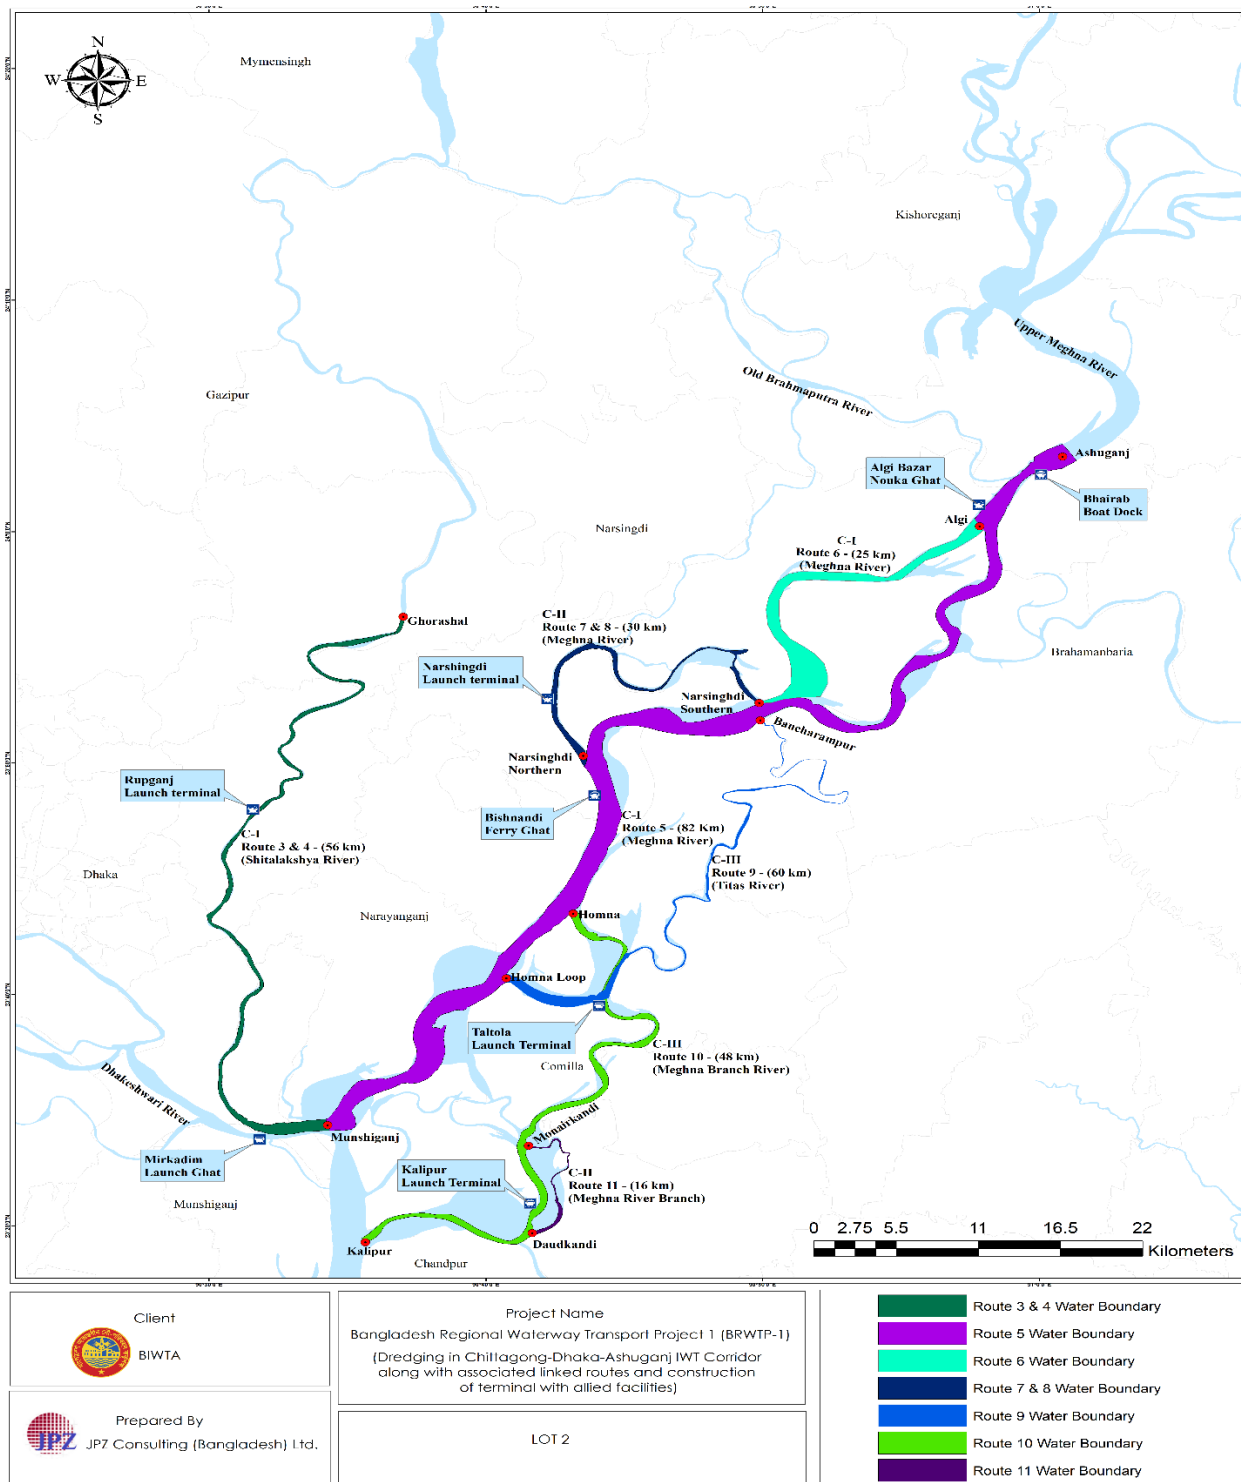 N
W E
S
Mymensingh
Kishoreganj
Upper Meghna River
Old Brahmaputra River
Gazipur
Ashuganj
Algi Bazar
Nouka Ghat
Bhairab
Boat Dock
Algi
Narsingdi
C-I
Route 6 - (25 km)
(Meghna River)
Ghorashal
C-II
Route 7 & 8 - (30 km)
(Meghna River)
Brahamanbaria
Narshingdi
Launch terminal
Narsinghdi
Southern
Bancharampur
Narsinghdi
Northern
Rupganj
Launch terminal
Bishnandi
Ferry Ghat
C-I
Route 5 - (82 Km)
(Meghna River)
C-I
Route 3 & 4 - (56 km)
(Shitalakshya River)
C-III
Route 9 - (60 km)
(Titas River)
Dhaka
Narayanganj
Homna
Homna Loop
Taltola
Launch Terminal
C-III
Route 10 - (48 km)
(Meghna Branch River)
Comilla
Dhakeshwari River
Monairkandi
Munshiganj
Mirkadim
Launch Ghat
Kalipur
Launch Terminal
C-II
Route 11 - (16 km)
(Meghna River Branch)
Munshiganj
Kalipur
Daudkandi
Chandpur
0 2.75 5.5 11 16.5 22
Kilometers
Client
BIWTA
Prepared By
JPZ
JPZ Consulting (Bangladesh) Ltd.
Project Name
Bangladesh Regional Waterway Transport Project 1 (BRWTP-1)
(Dredging in Chittagong-Dhaka-Ashuganj IWT Corridor
along with associated linked routes and construction
of terminal with allied facilities)
LOT 2
Route 3 & 4 Water Boundary
Route 5 Water Boundary
Route 6 Water Boundary
Route 7 & 8 Water Boundary
Route 9 Water Boundary
Route 10 Water Boundary
Route 11 Water Boundary